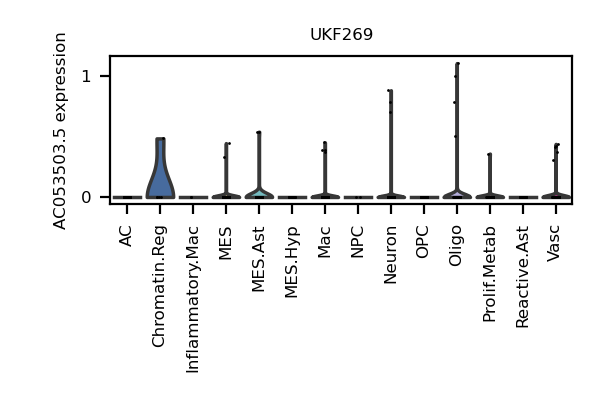 UKF269
AC053503.5 expression
1
0
AC
Chromatin.Reg
Inflammatory.Mac
MES
MES.Ast
MES.Hyp
Mac
NPC
Neuron
OPC
Oligo
Prolif.Metab
Reactive.Ast
Vasc